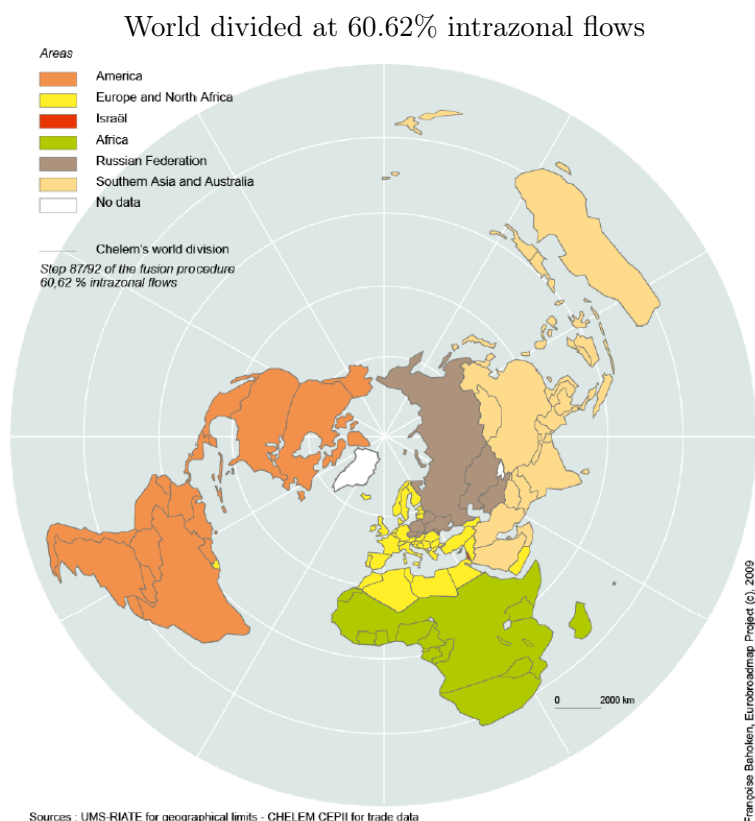 World divided at 60.62% intrazonal flows
Areas
America
Europe and North Africa
Israël
Africa
Russian Federation
Southern Asia and Australia
No data
Chelem's world division
Step 87/92 of the fusion procedure
60,62 % intrazonal flows
0 2000 km
Françoise Bahoken, Eurobroadmap Project (c), 2009
Sources : UMS-RIATE for geographical limits - CHELEM CEPII for trade data